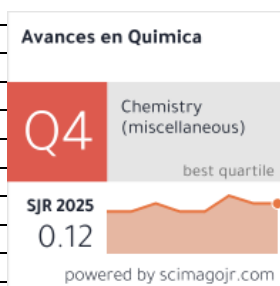 Avances en Quimica
Q4
Chemistry
(miscellaneous)
best quartile
SJR 2025
0.12
powered by scimagojr.com